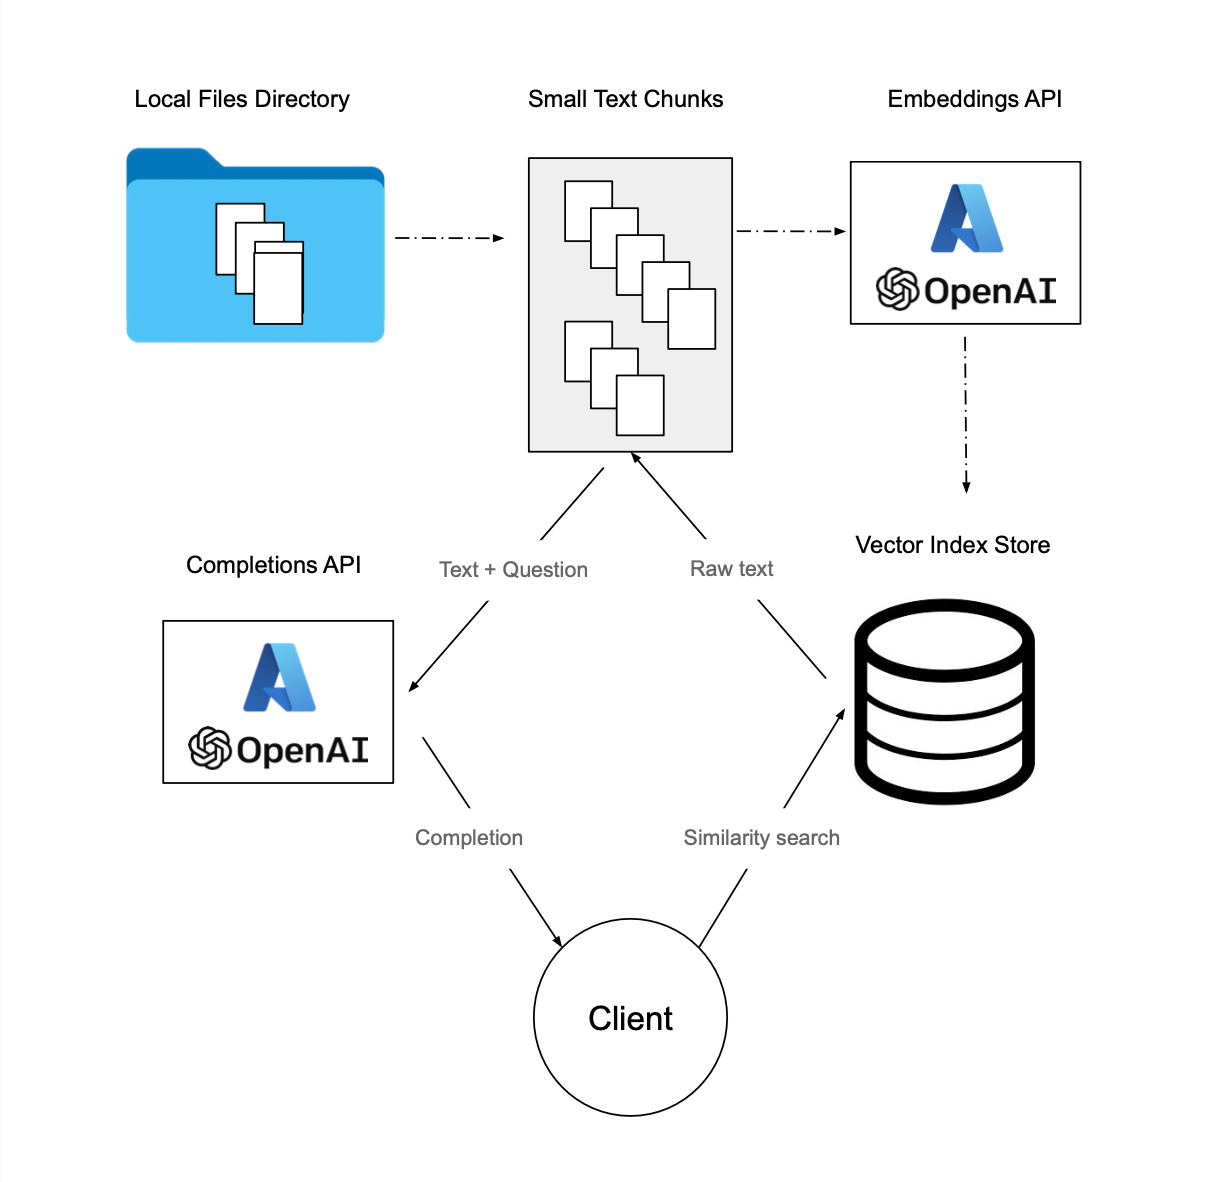 Local Files Directory
Small Text Chunks
Embeddings API
OpenAI
Vector Index Store
Completions API
Text + Question
Raw text
OpenAI
Completion
Similarity search
Client